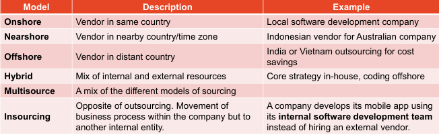 Model Description Example
Onshore Vendor in same country Local software development company
Nearshore Vendor in nearby country/time zone Indonesian vendor for Australian company
Offshore Vendor in distant country India or Vietnam outsourcing for cost
savings
Hybrid Mix of internal and external resources Core strategy in-house, coding offshore
Multisource A mix of the different models of sourcing
Insourcing Opposite of outsourcing. Movement of
business process within the company but to
another internal entity.
A company develops its mobile app using
its internal software development team
instead of hiring an external vendor.